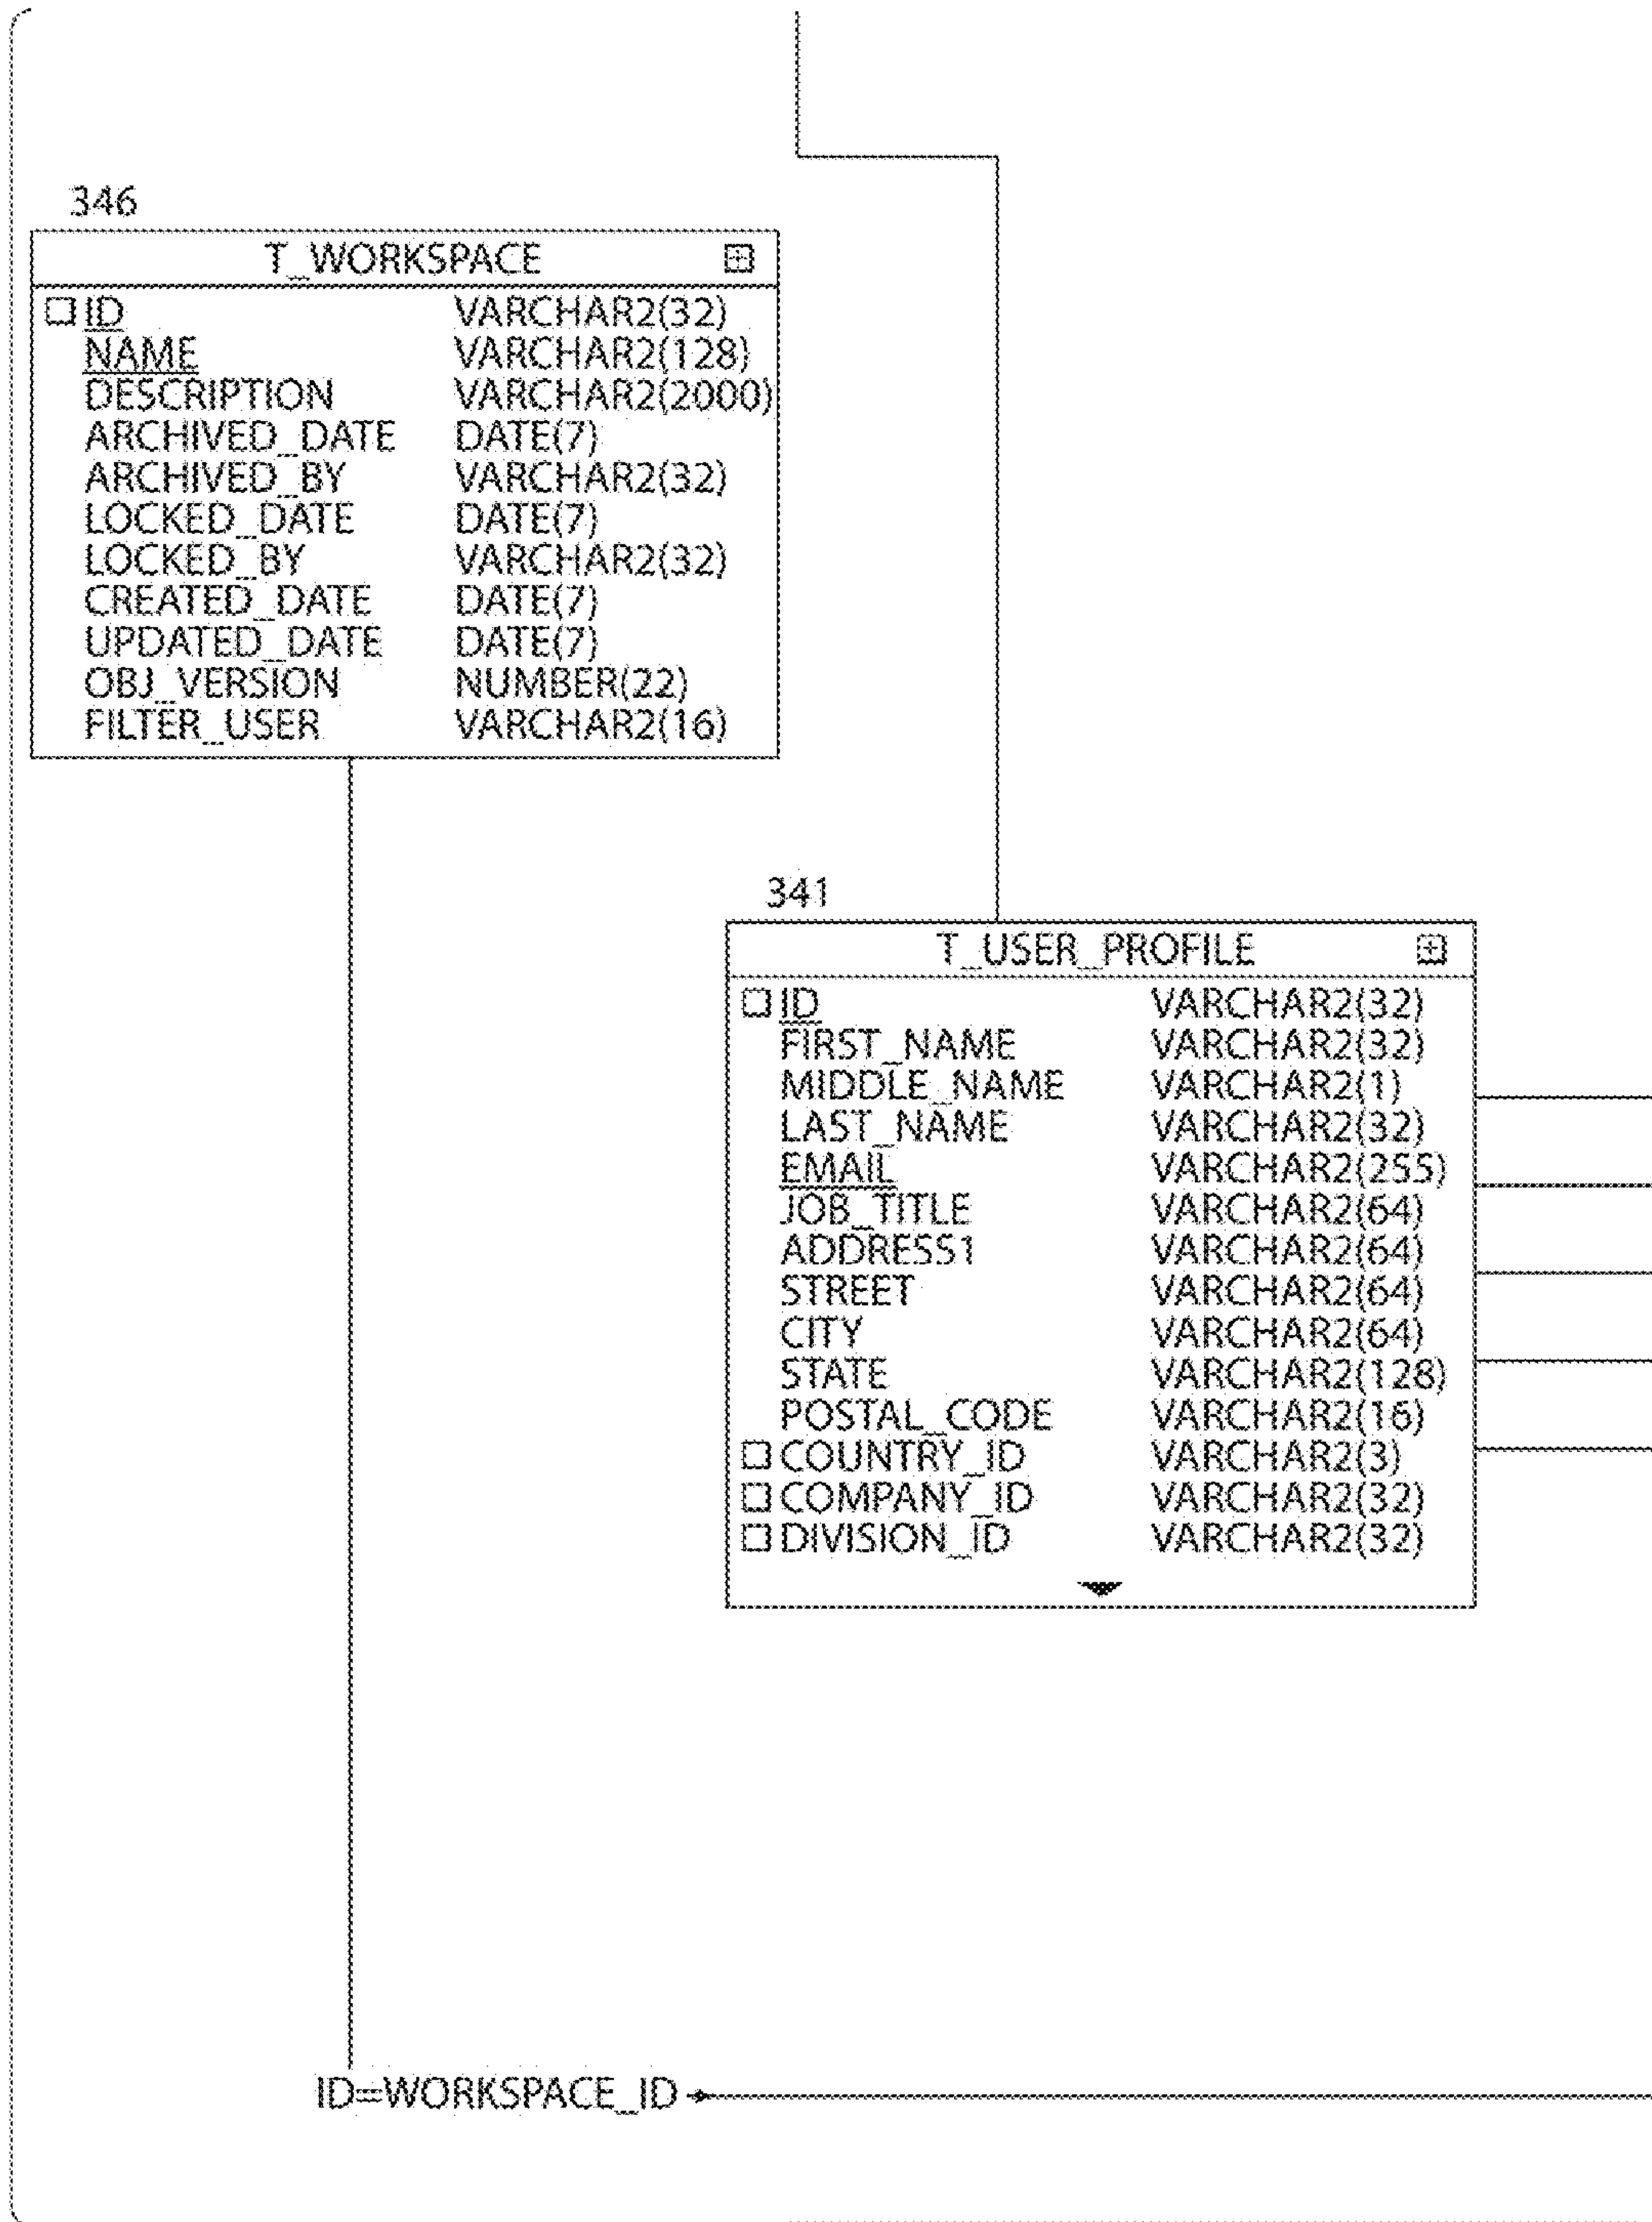 346
T_WORKSPACE
ID VARCHAR2(32)
NAME VARCHAR2(128)
DESCRIPTION VARCHAR2(2000)
ARCHIVED_DATE DATE(7)
ARCHIVED_BY VARCHAR2(32)
LOCKED_DATE DATE(7)
LOCKED_BY VARCHAR2(32)
CREATED_DATE DATE(7)
UPDATED_DATE DATE(7)
OBJ_VERSION NUMBER(22)
FILTER_USER VARCHAR2(16)
341
T_USER_PROFILE
ID VARCHAR2(32)
FIRST_NAME VARCHAR2(32)
MIDDLE_NAME VARCHAR2(1)
LAST_NAME VARCHAR2(32)
EMAIL VARCHAR2(255)
JOB_TITLE VARCHAR2(64)
ADDRESS1 VARCHAR2(64)
STREET VARCHAR2(64)
CITY VARCHAR2(64)
STATE VARCHAR2(128)
POSTAL_CODE VARCHAR2(16)
COUNTRY_ID VARCHAR2(3)
COMPANY_ID VARCHAR2(32)
DIVISION_ID VARCHAR2(32)
ID=WORKSPACE_ID